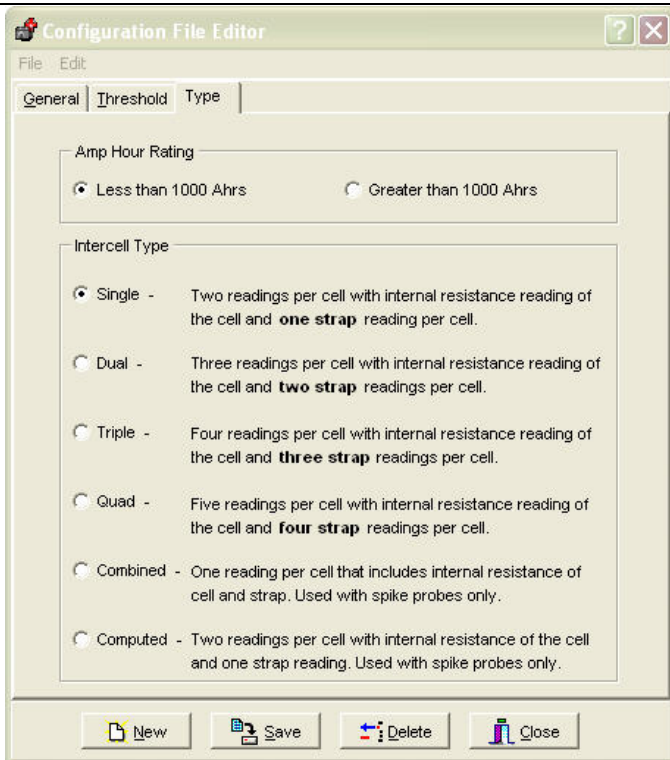 Configuration File Editor
File Edit
General Threshold Type
Amp Hour Rating
Less than 1000 Ahrs Greater than 1000 Ahrs
Intercell Type
Single - Two readings per cell with internal resistance reading of
the cell and one strap reading per cell.
Dual - Three readings per cell with internal resistance reading of
the cell and two strap readings per cell.
Triple - Four readings per cell with internal resistance reading of
the cell and three strap readings per cell.
Quad - Five readings per cell with internal resistance reading of
the cell and four strap readings per cell.
Combined - One reading per cell that includes internal resistance of
cell and strap. Used with spike probes only.
Computed - Two readings per cell with internal resistance of the cell
and one strap reading. Used with spike probes only.
New Save Delete Close